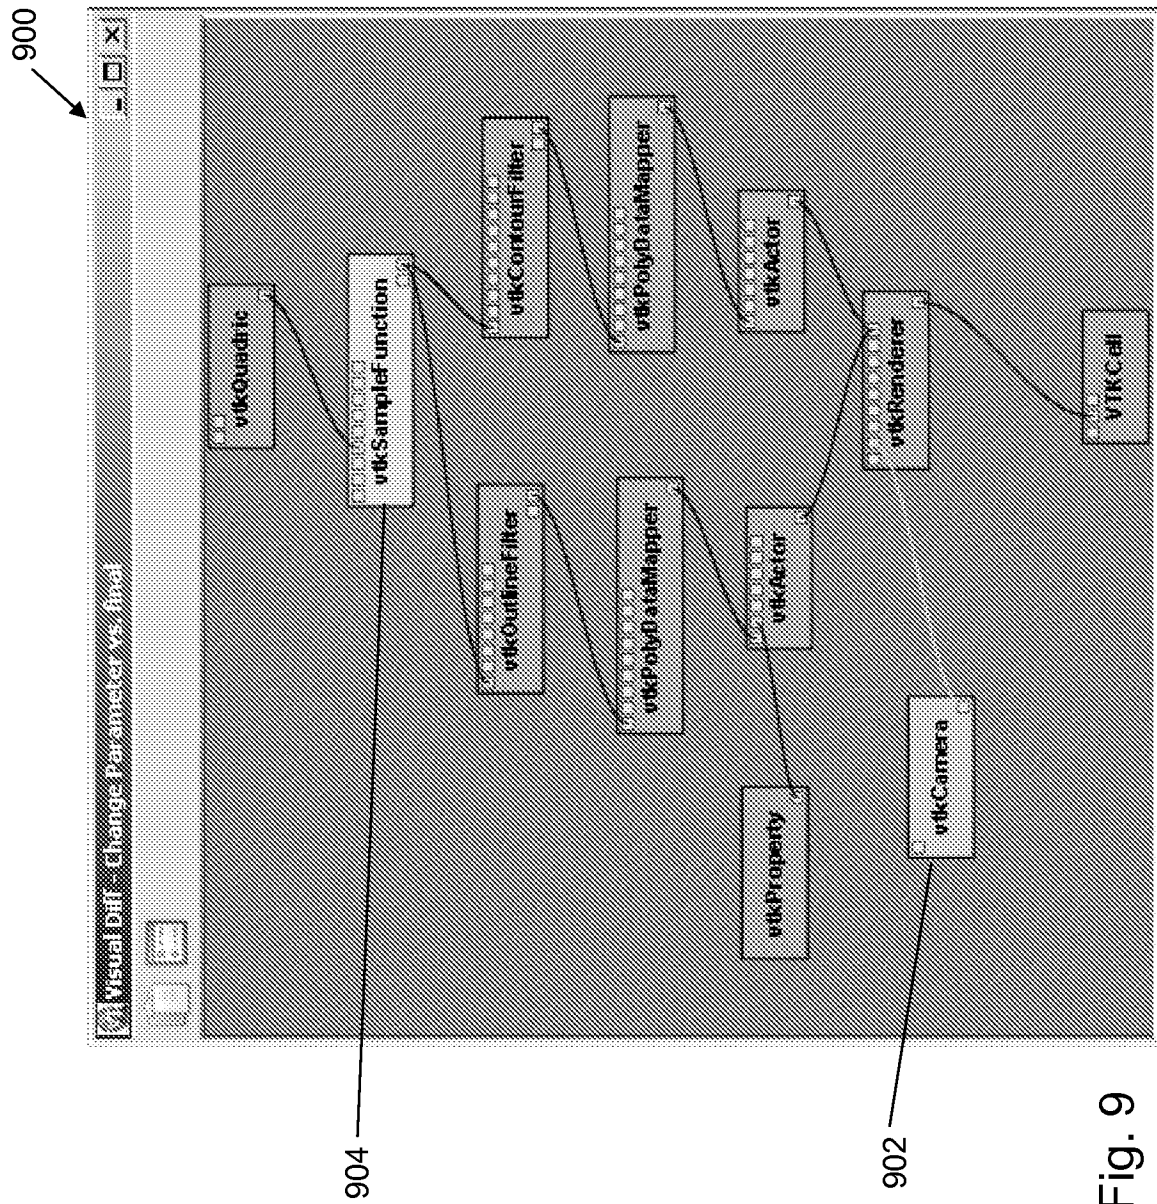 900
Visual Diff - Change Parameter vs. final
vtkQuadric
vtkSampleFunction
904
vtkOutlineFilter
vtkContourFilter
vtkPolyDataMapper
vtkPolyDataMapper
vtkProperty
vtkActor
vtkActor
vtkCamera
vtkRenderer
902
VTKCell
Fig. 9